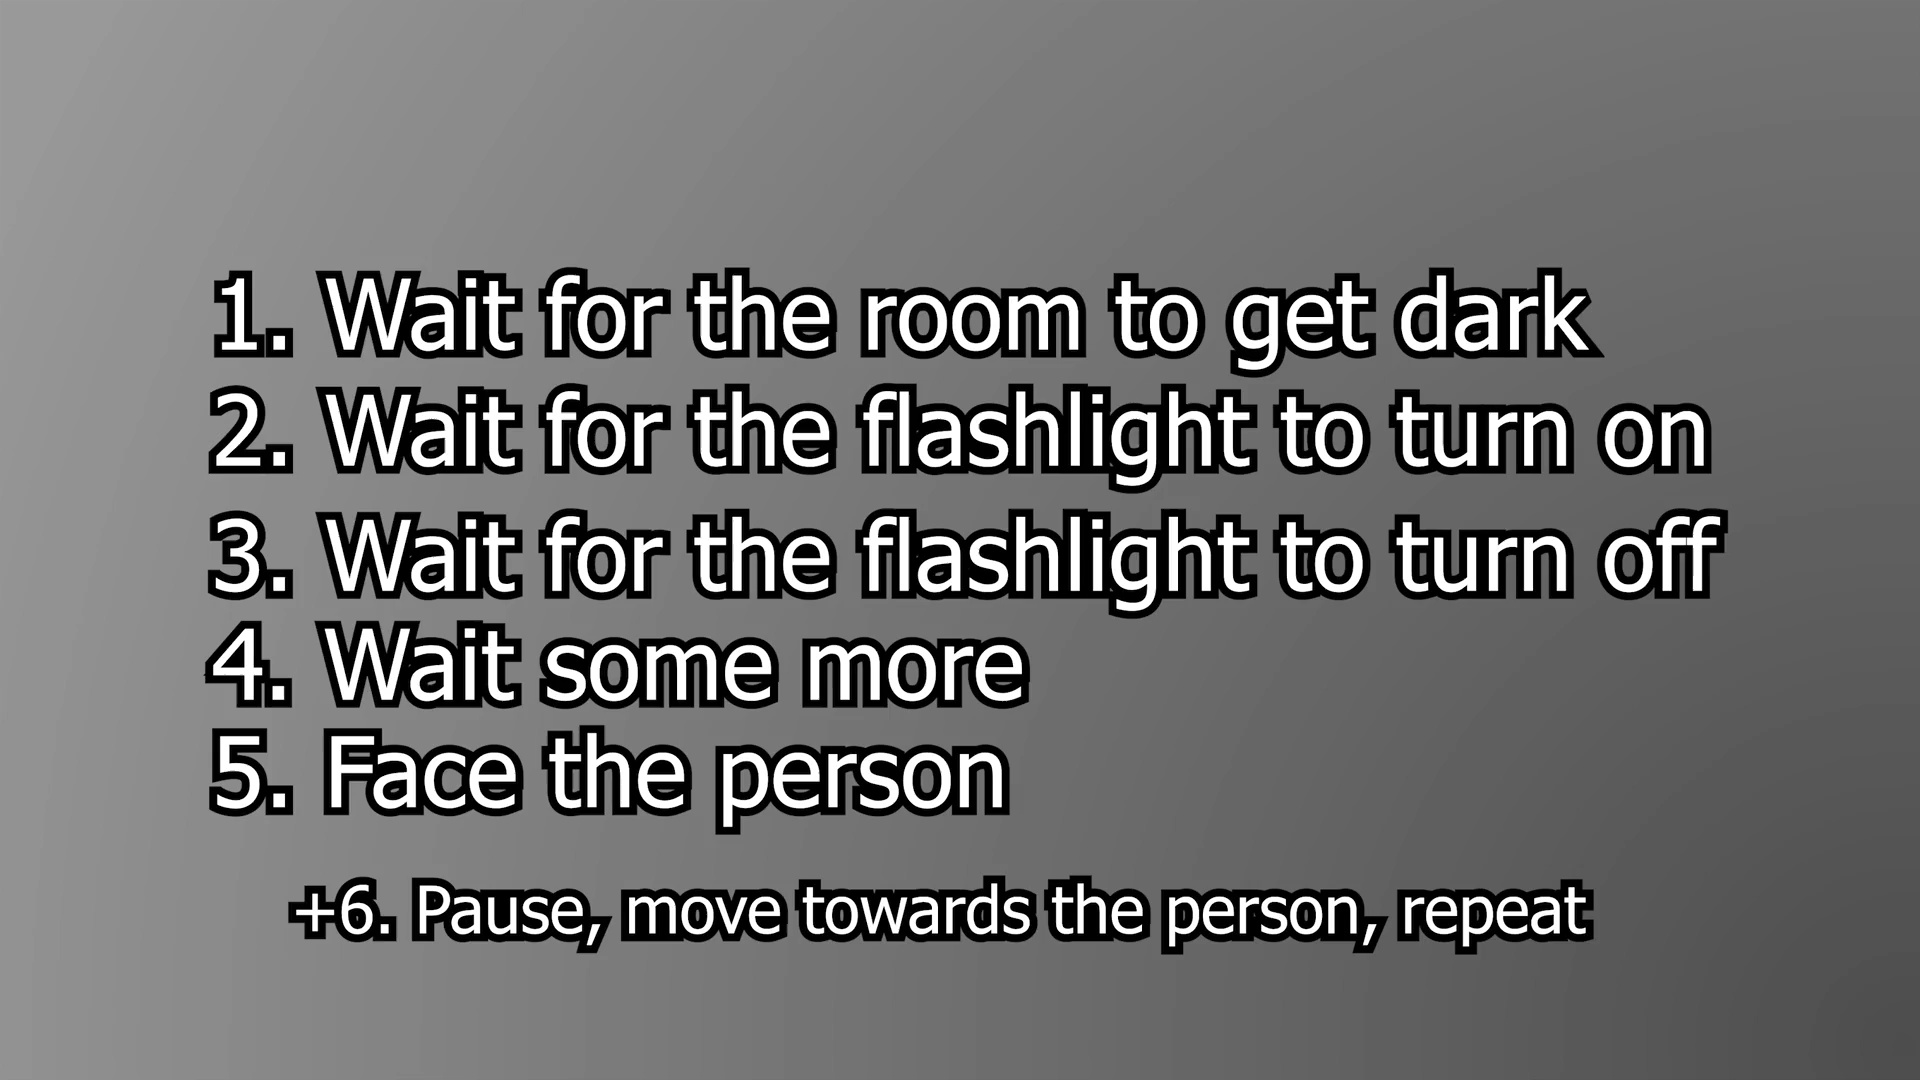 1. Wait for the room to get dark
2. Wait for the flashlight to turn on
3. Wait for the flashlight to turn off
4. Wait some more
5. Face the person
+6. Pause, move towards the person, repeat